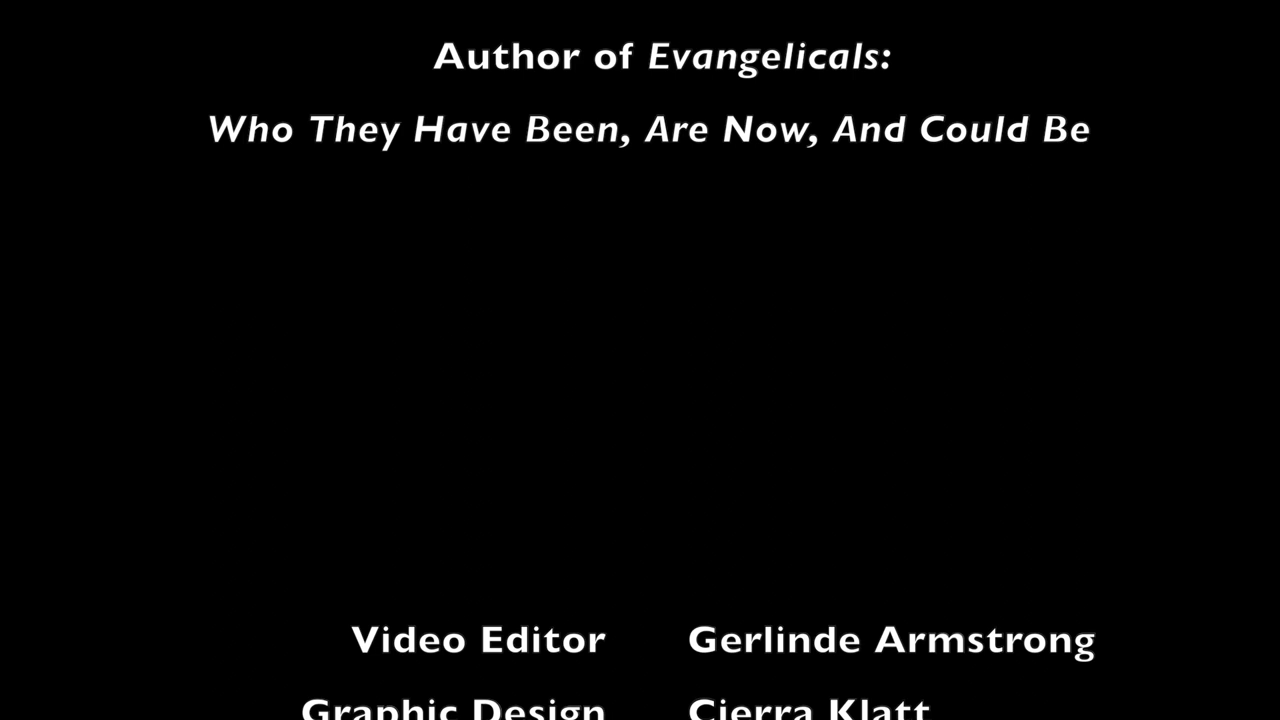 Author of Evangelicals:
Who They Have Been, Are Now, And Could Be
Video Editor Gerlinde Armstrong
Graphic Design Cierra Klatt